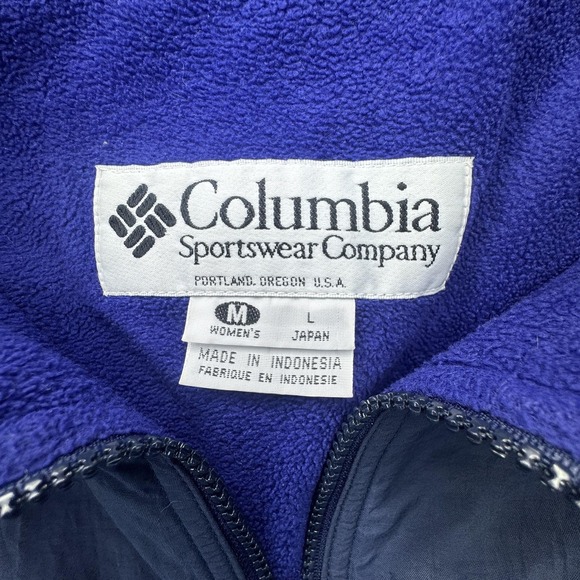 Columbia
Sportswear Company
PORTLAND, OREGON U.S.A.
M L
WOMEN'S JAPAN
MADE IN INDONESIA
FABRIQUE EN INDONESIE